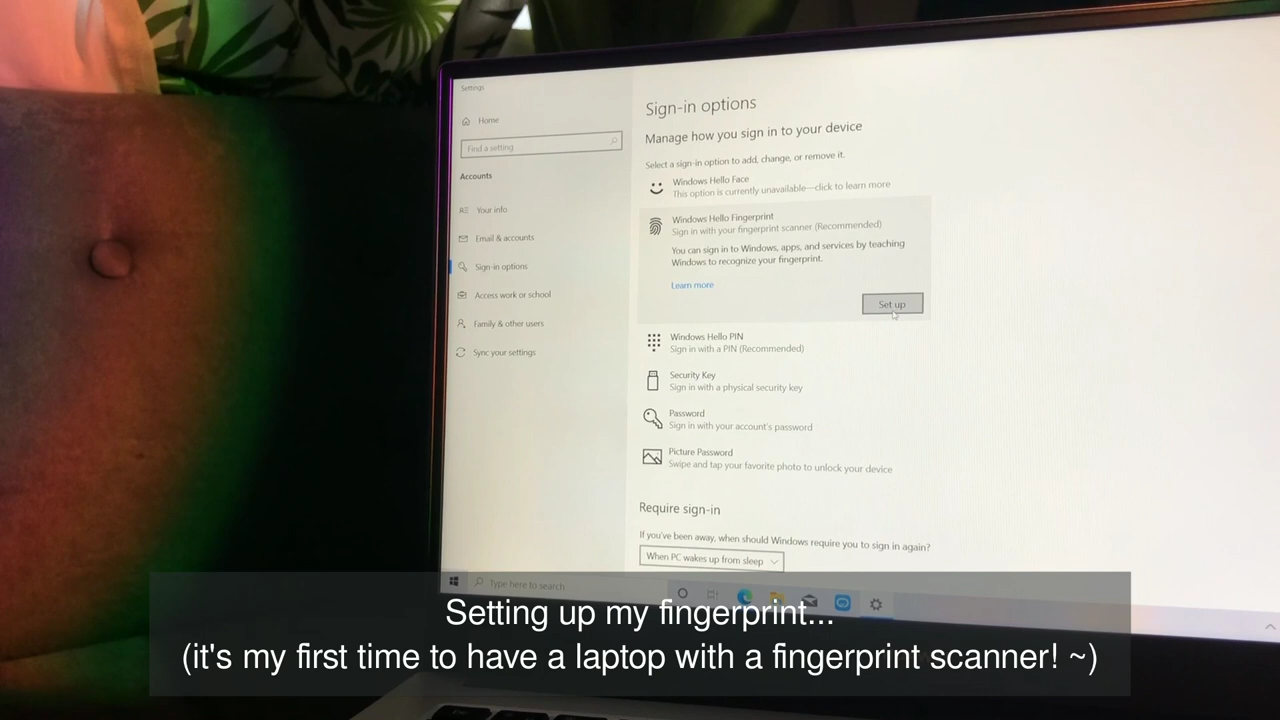 Settings
Home
Find a setting
Accounts
Your info
Email & accounts
Sign-in options
Access work or school
Family & other users
Sync your settings
Sign-in options
Manage how you sign in to your device
Select a sign-in option to add, change, or remove it.
Windows Hello Face
This option is currently unavailable—click to learn more
Windows Hello Fingerprint
Sign in with your fingerprint scanner (Recommended)
You can sign in to Windows, apps, and services by teaching
Windows to recognize your fingerprint.
Learn more
Set up
Windows Hello PIN
Sign in with a PIN (Recommended)
Security Key
Sign in with a physical security key
Password
Sign in with your account's password
Picture Password
Swipe and tap your favorite photo to unlock your device
Require sign-in
If you've been away, when should Windows require you to sign in again?
When PC wakes up from sleep
Type here to search
Setting up my fingerprint...
(it's my first time to have a laptop with a fingerprint scanner! ~)